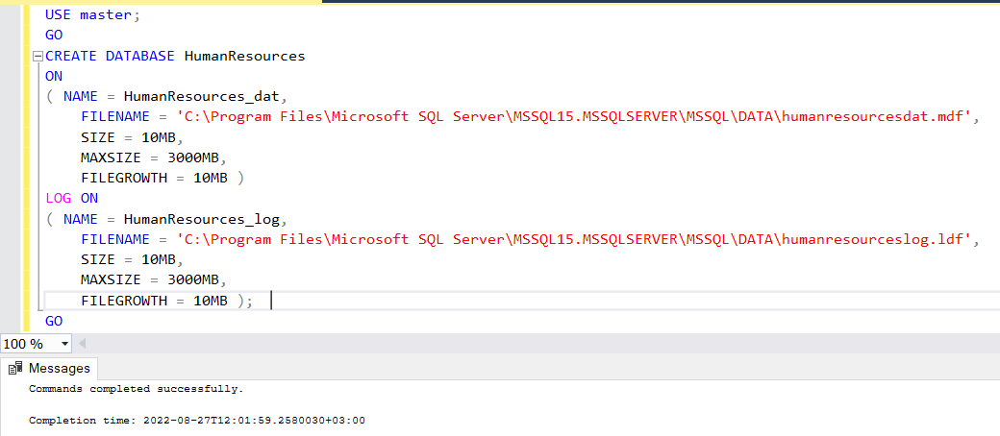 USE master;
GO
CREATE DATABASE HumanResources
ON
( NAME = HumanResources_dat,
FILENAME = 'C:\Program Files\Microsoft SQL Server\MSSQL15.MSSQLSERVER\MSSQL\DATA\humanresourcesdat.mdf',
SIZE = 10MB,
MAXSIZE = 3000MB,
FILEGROWTH = 10MB )
LOG ON
( NAME = HumanResources_log,
FILENAME = 'C:\Program Files\Microsoft SQL Server\MSSQL15.MSSQLSERVER\MSSQL\DATA\humanresourceslog.ldf',
SIZE = 10MB,
MAXSIZE = 3000MB,
FILEGROWTH = 10MB );
GO
100 %
Messages
Commands completed successfully.
Completion time: 2022-08-27T12:01:59.2580030+03:00